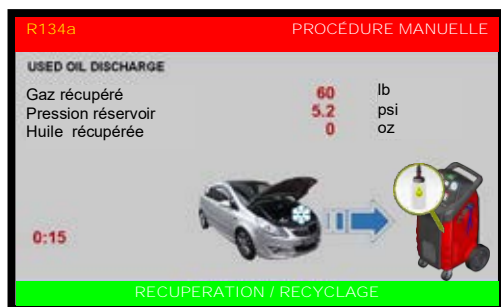 R134a PROCÉDURE MANUELLE
USED OIL DISCHARGE
Gaz récupéré 60 lb
Pression réservoir 5.2 psi
Huile récupérée 0 oz
0:15
RECUPERATION / RECYCLAGE